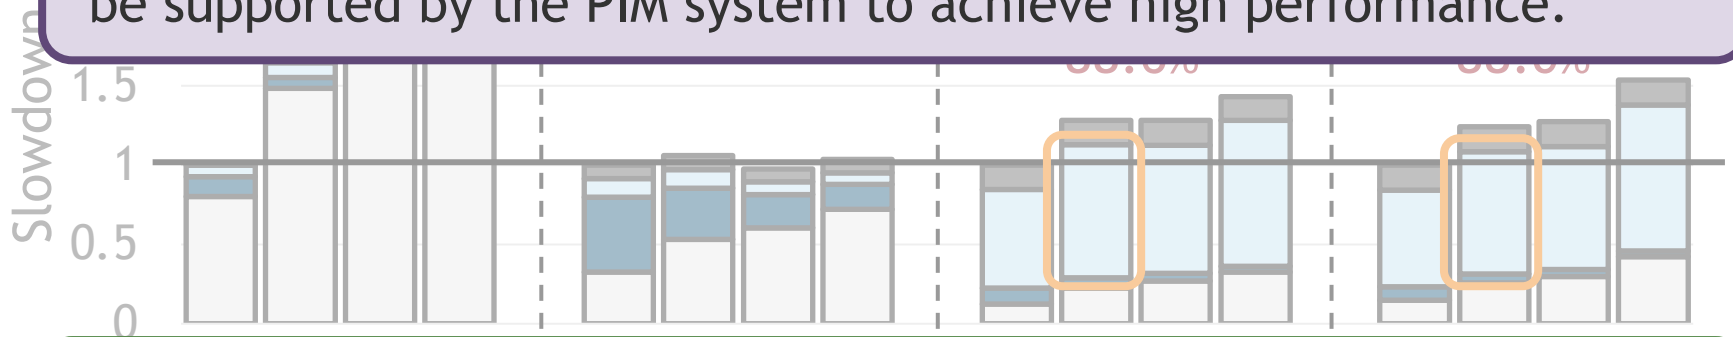 be supported by the PIM system to achieve high performance.
Slowdown
1.5
1
0.5
0